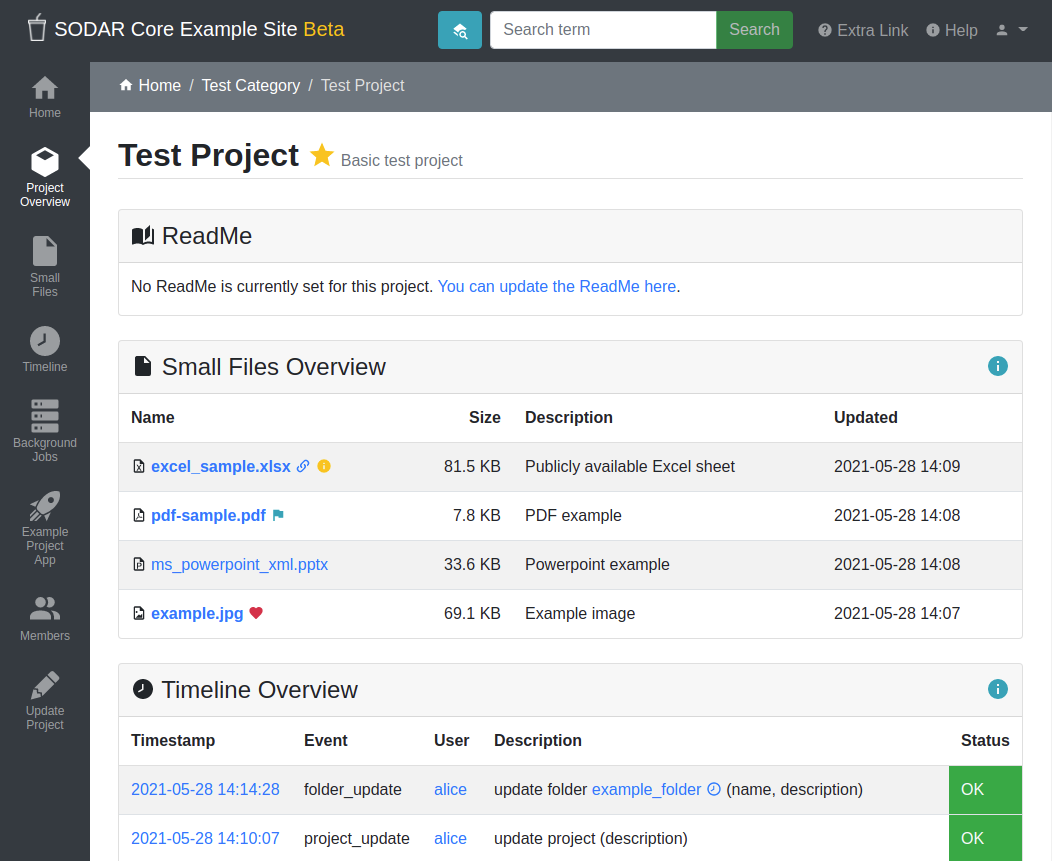 SODAR Core Example Site Beta
Search term
Search
Extra Link
Help
Home
Project
Overview
Small
Files
Timeline
Background
Jobs
Example
Project
App
Members
Update
Project
Home / Test Category / Test Project
Test Project Basic test project
ReadMe
No ReadMe is currently set for this project. You can update the ReadMe here.
Small Files Overview
Name Size Description Updated
excel_sample.xlsx 81.5 KB Publicly available Excel sheet 2021-05-28 14:09
pdf-sample.pdf 7.8 KB PDF example 2021-05-28 14:08
ms_powerpoint_xml.pptx 33.6 KB Powerpoint example 2021-05-28 14:08
example.jpg 69.1 KB Example image 2021-05-28 14:07
Timeline Overview
Timestamp Event User Description Status
2021-05-28 14:14:28 folder_update alice update folder example_folder (name, description) OK
2021-05-28 14:10:07 project_update alice update project (description) OK